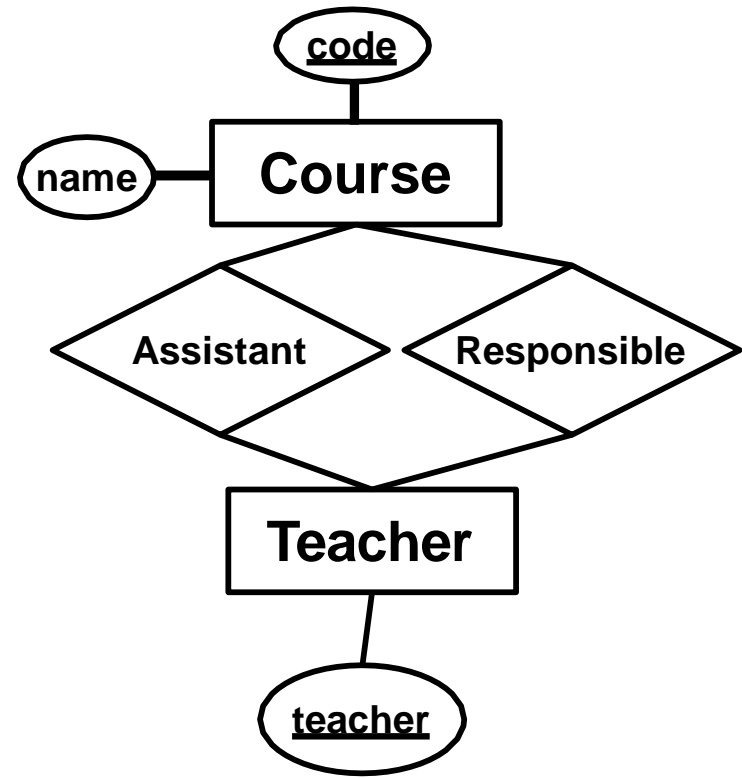 code
name
Course
Assistant
Responsible
Teacher
teacher